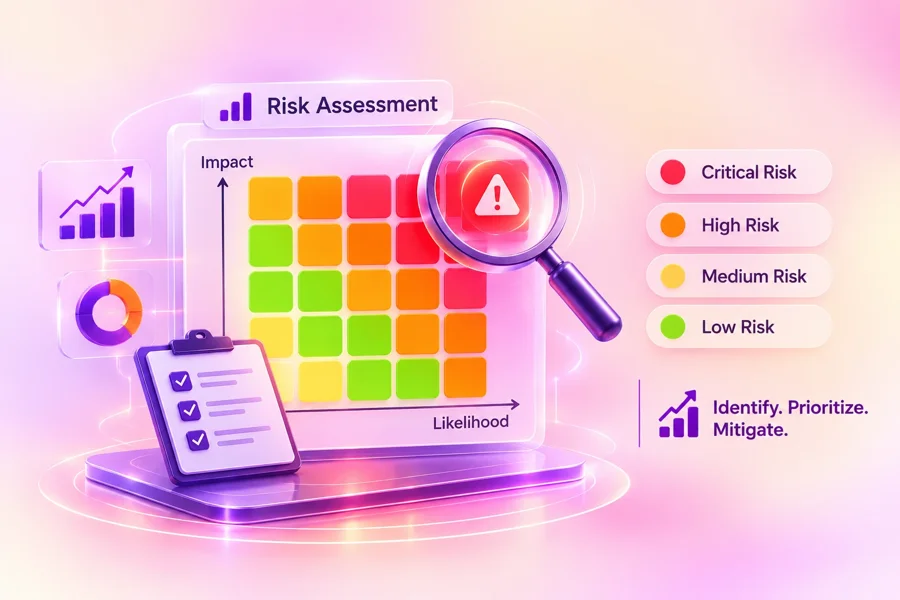 Risk Assessment
Impact
Likelihood
Critical Risk
High Risk
Medium Risk
Low Risk
Identify. Prioritize.
Mitigate.